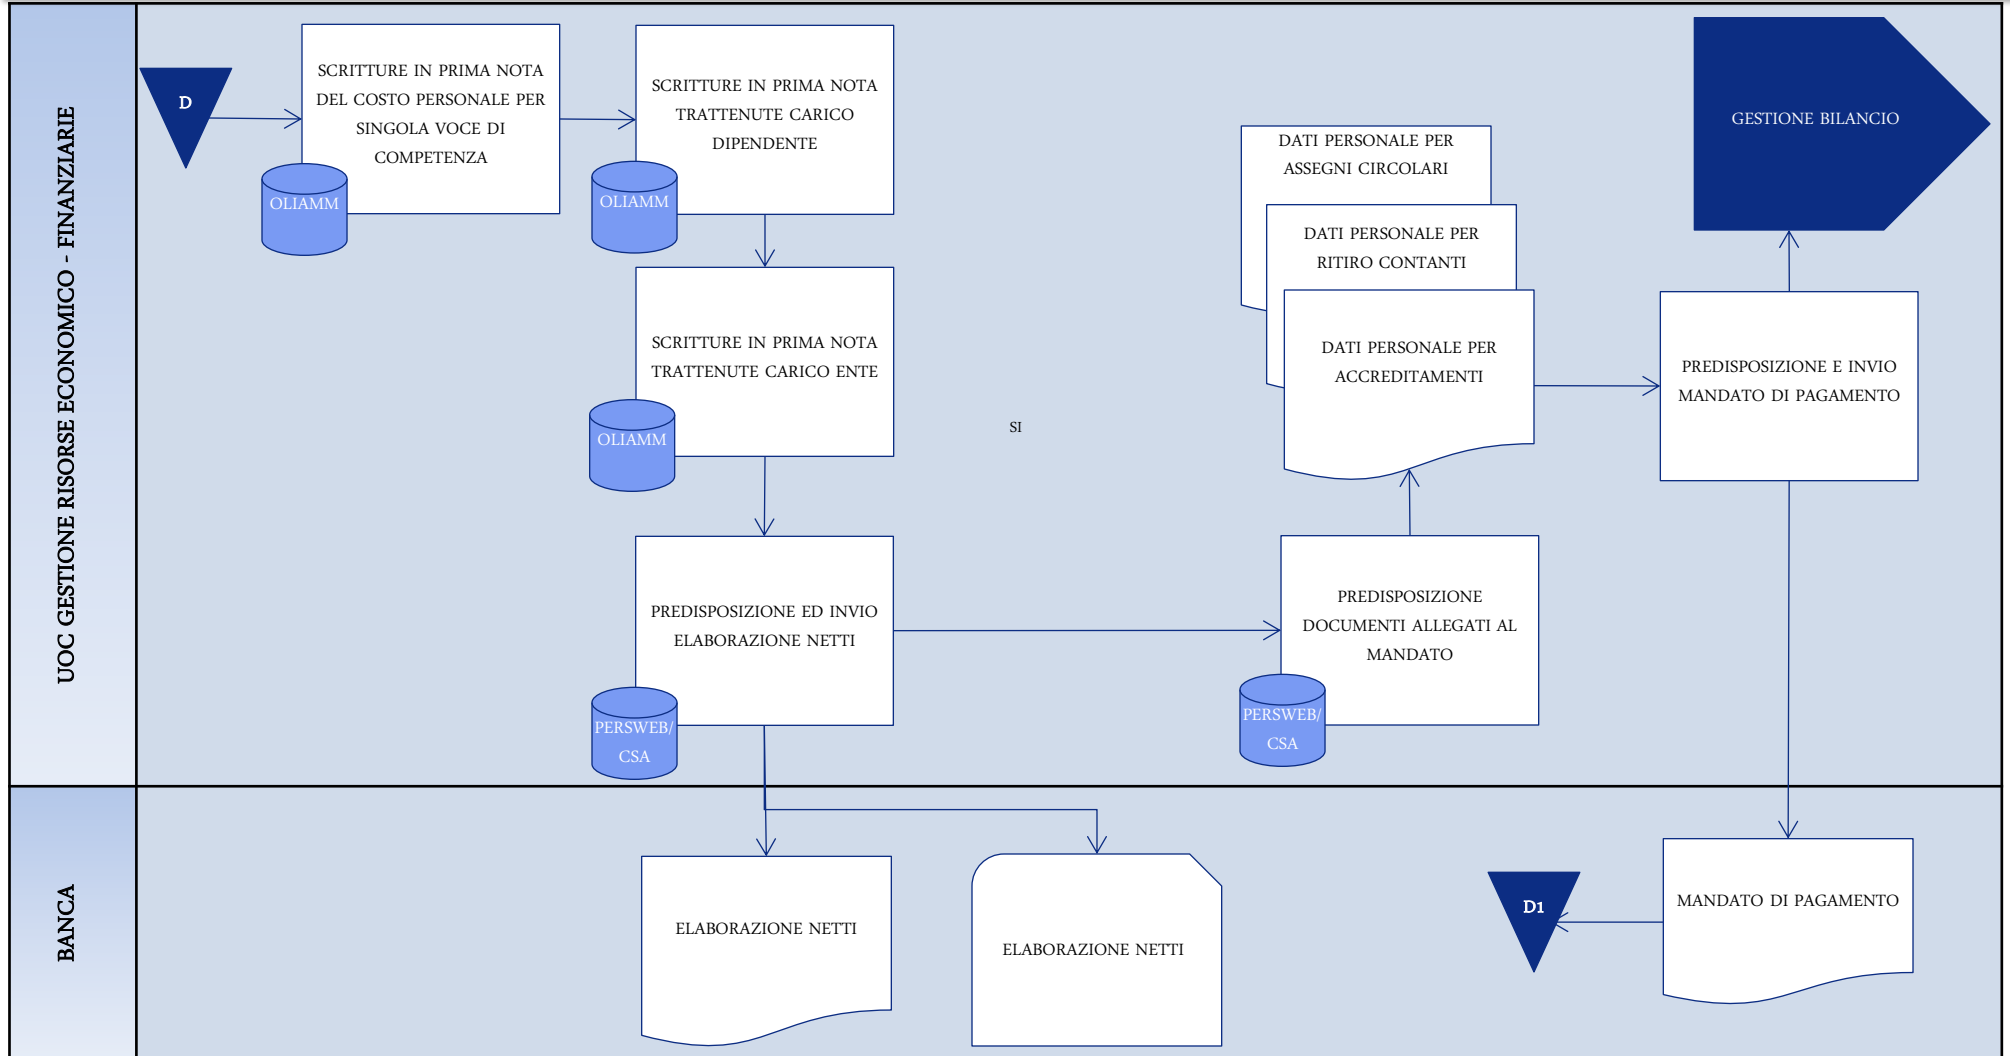 UOC GESTIONE RISORSE ECONOMICO - FINANZIARIE
D
SCRITTURE IN PRIMA NOTA
DEL COSTO PERSONALE PER
SINGOLA VOCE DI
COMPETENZA
OLIAMM
SCRITTURE IN PRIMA NOTA
TRATTENUTE CARICO
DIPENDENTE
OLIAMM
SCRITTURE IN PRIMA NOTA
TRATTENUTE CARICO ENTE
OLIAMM
PREDISPOSIZIONE ED INVIO
ELABORAZIONE NETTI
PERSWEB/
CSA
SI
PREDISPOSIZIONE
DOCUMENTI ALLEGATI AL
MANDATO
PERSWEB/
CSA
DATI PERSONALE PER
ASSEGNI CIRCOLARI
DATI PERSONALE PER
RITIRO CONTANTI
DATI PERSONALE PER
ACCREDITAMENTI
PREDISPOSIZIONE E INVIO
MANDATO DI PAGAMENTO
GESTIONE BILANCIO
BANCA
ELABORAZIONE NETTI
ELABORAZIONE NETTI
MANDATO DI PAGAMENTO
D1